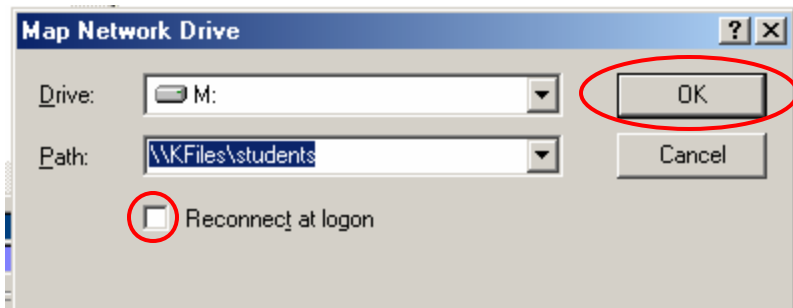 Map Network Drive ? X
Drive: M: OK
Path: \\KFiles\students Cancel
Reconnect at logon